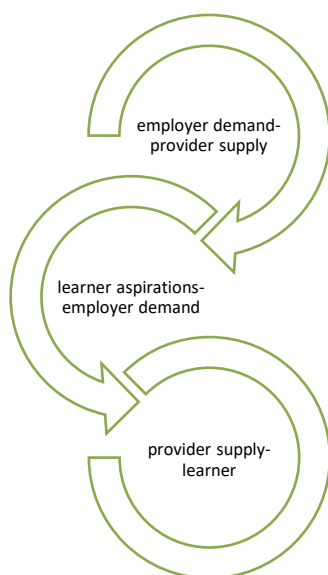 employer demand-
provider supply
learner aspirations-
employer demand
provider supply-
learner